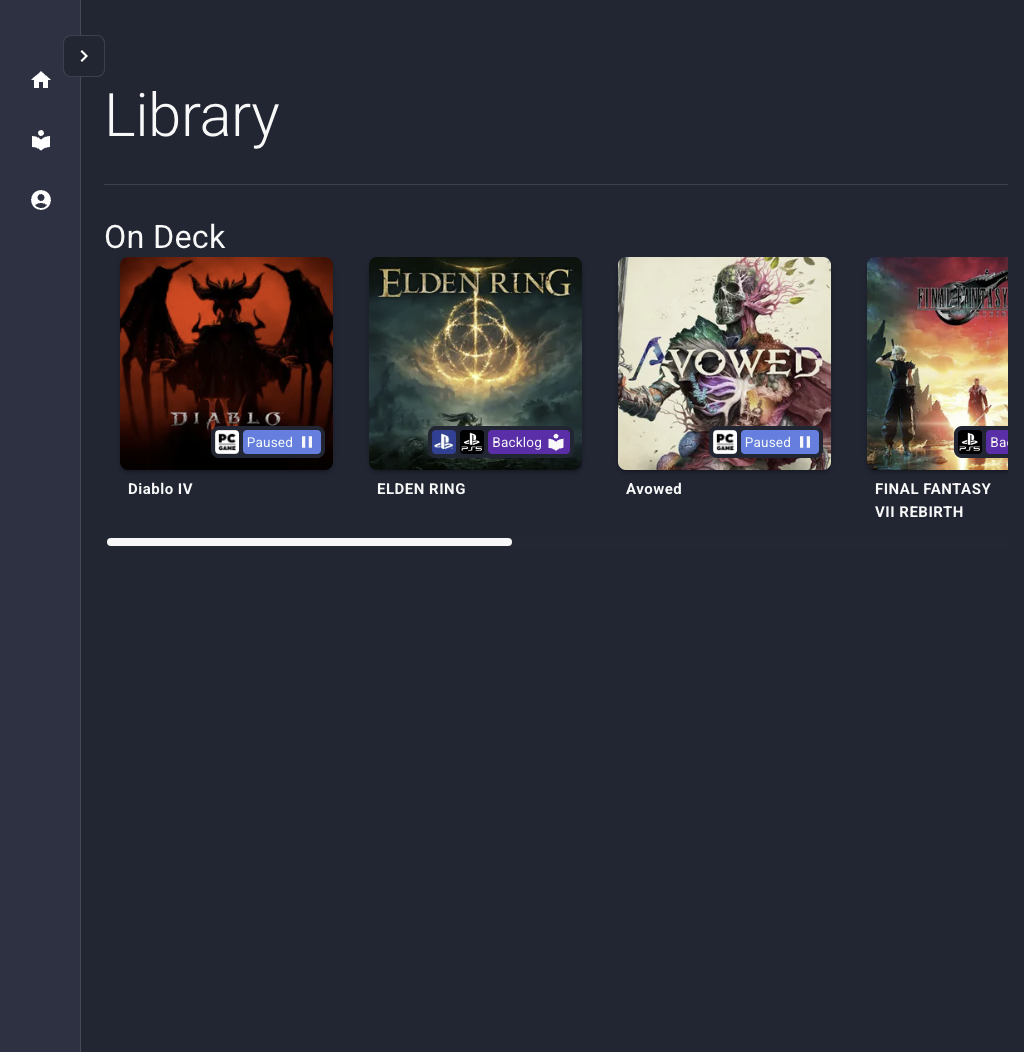 Library
On Deck
DIABLO
PC
GAME
Paused
Diablo IV
ELDEN RING
PS5
Backlog
ELDEN RING
AVOWED
PC
GAME
Paused
Avowed
FINAL FANTASY
PS5
Bac
FINAL FANTASY
VII REBIRTH